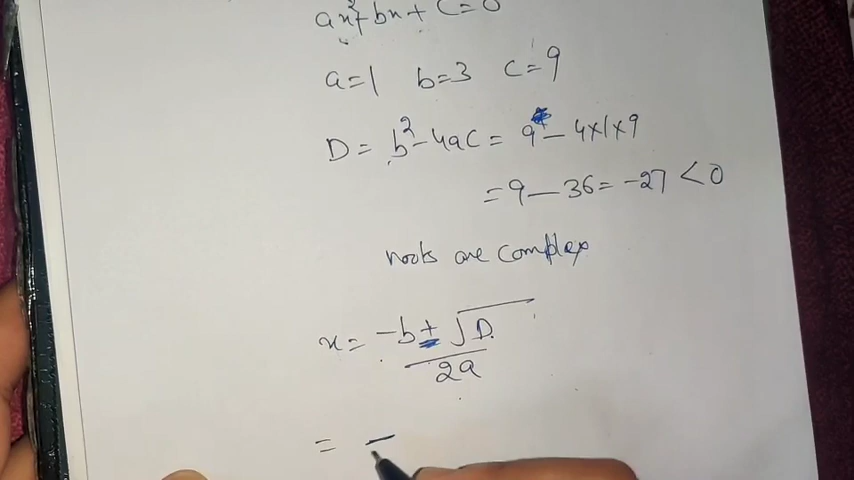 ax²+bx+c=0
a=1 b=3 c=9
D = b²-4ac = 9 - 4×1×9
= 9 - 36 = -27 < 0
roots are complex
x = (-b ± √D) / 2a
= -